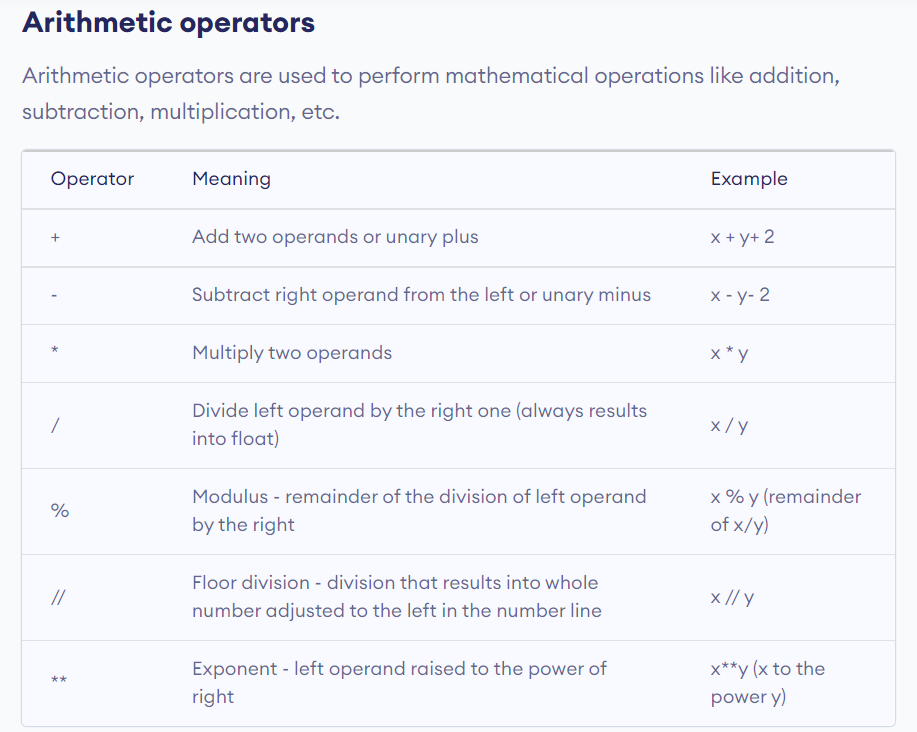 Arithmetic operators
Arithmetic operators are used to perform mathematical operations like addition,
subtraction, multiplication, etc.
Operator Meaning Example
+ Add two operands or unary plus x + y+ 2
- Subtract right operand from the left or unary minus x - y- 2
* Multiply two operands x * y
/ Divide left operand by the right one (always results
into float) x / y
% Modulus - remainder of the division of left operand
by the right x % y (remainder
of x/y)
// Floor division - division that results into whole
number adjusted to the left in the number line x // y
** Exponent - left operand raised to the power of
right x**y (x to the
power y)